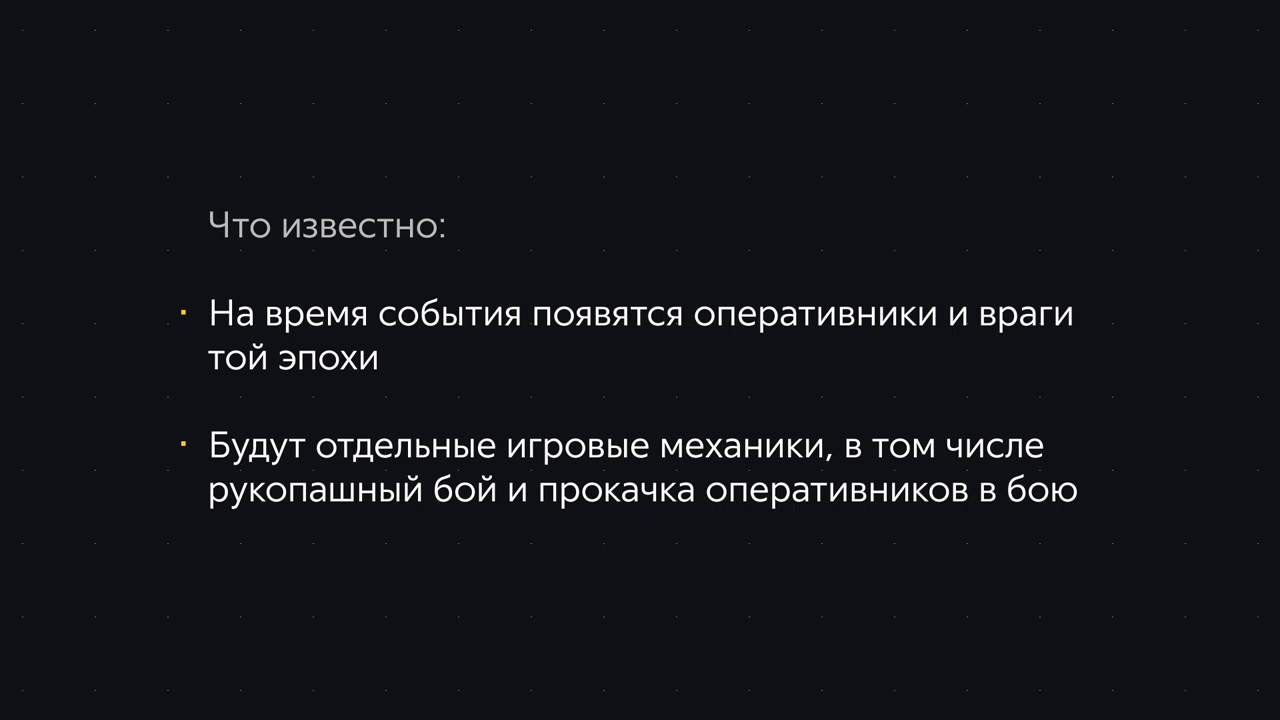 Что известно:
· На время события появятся оперативники и враги
той эпохи
· Будут отдельные игровые механики, в том числе
рукопашный бой и прокачка оперативников в бою